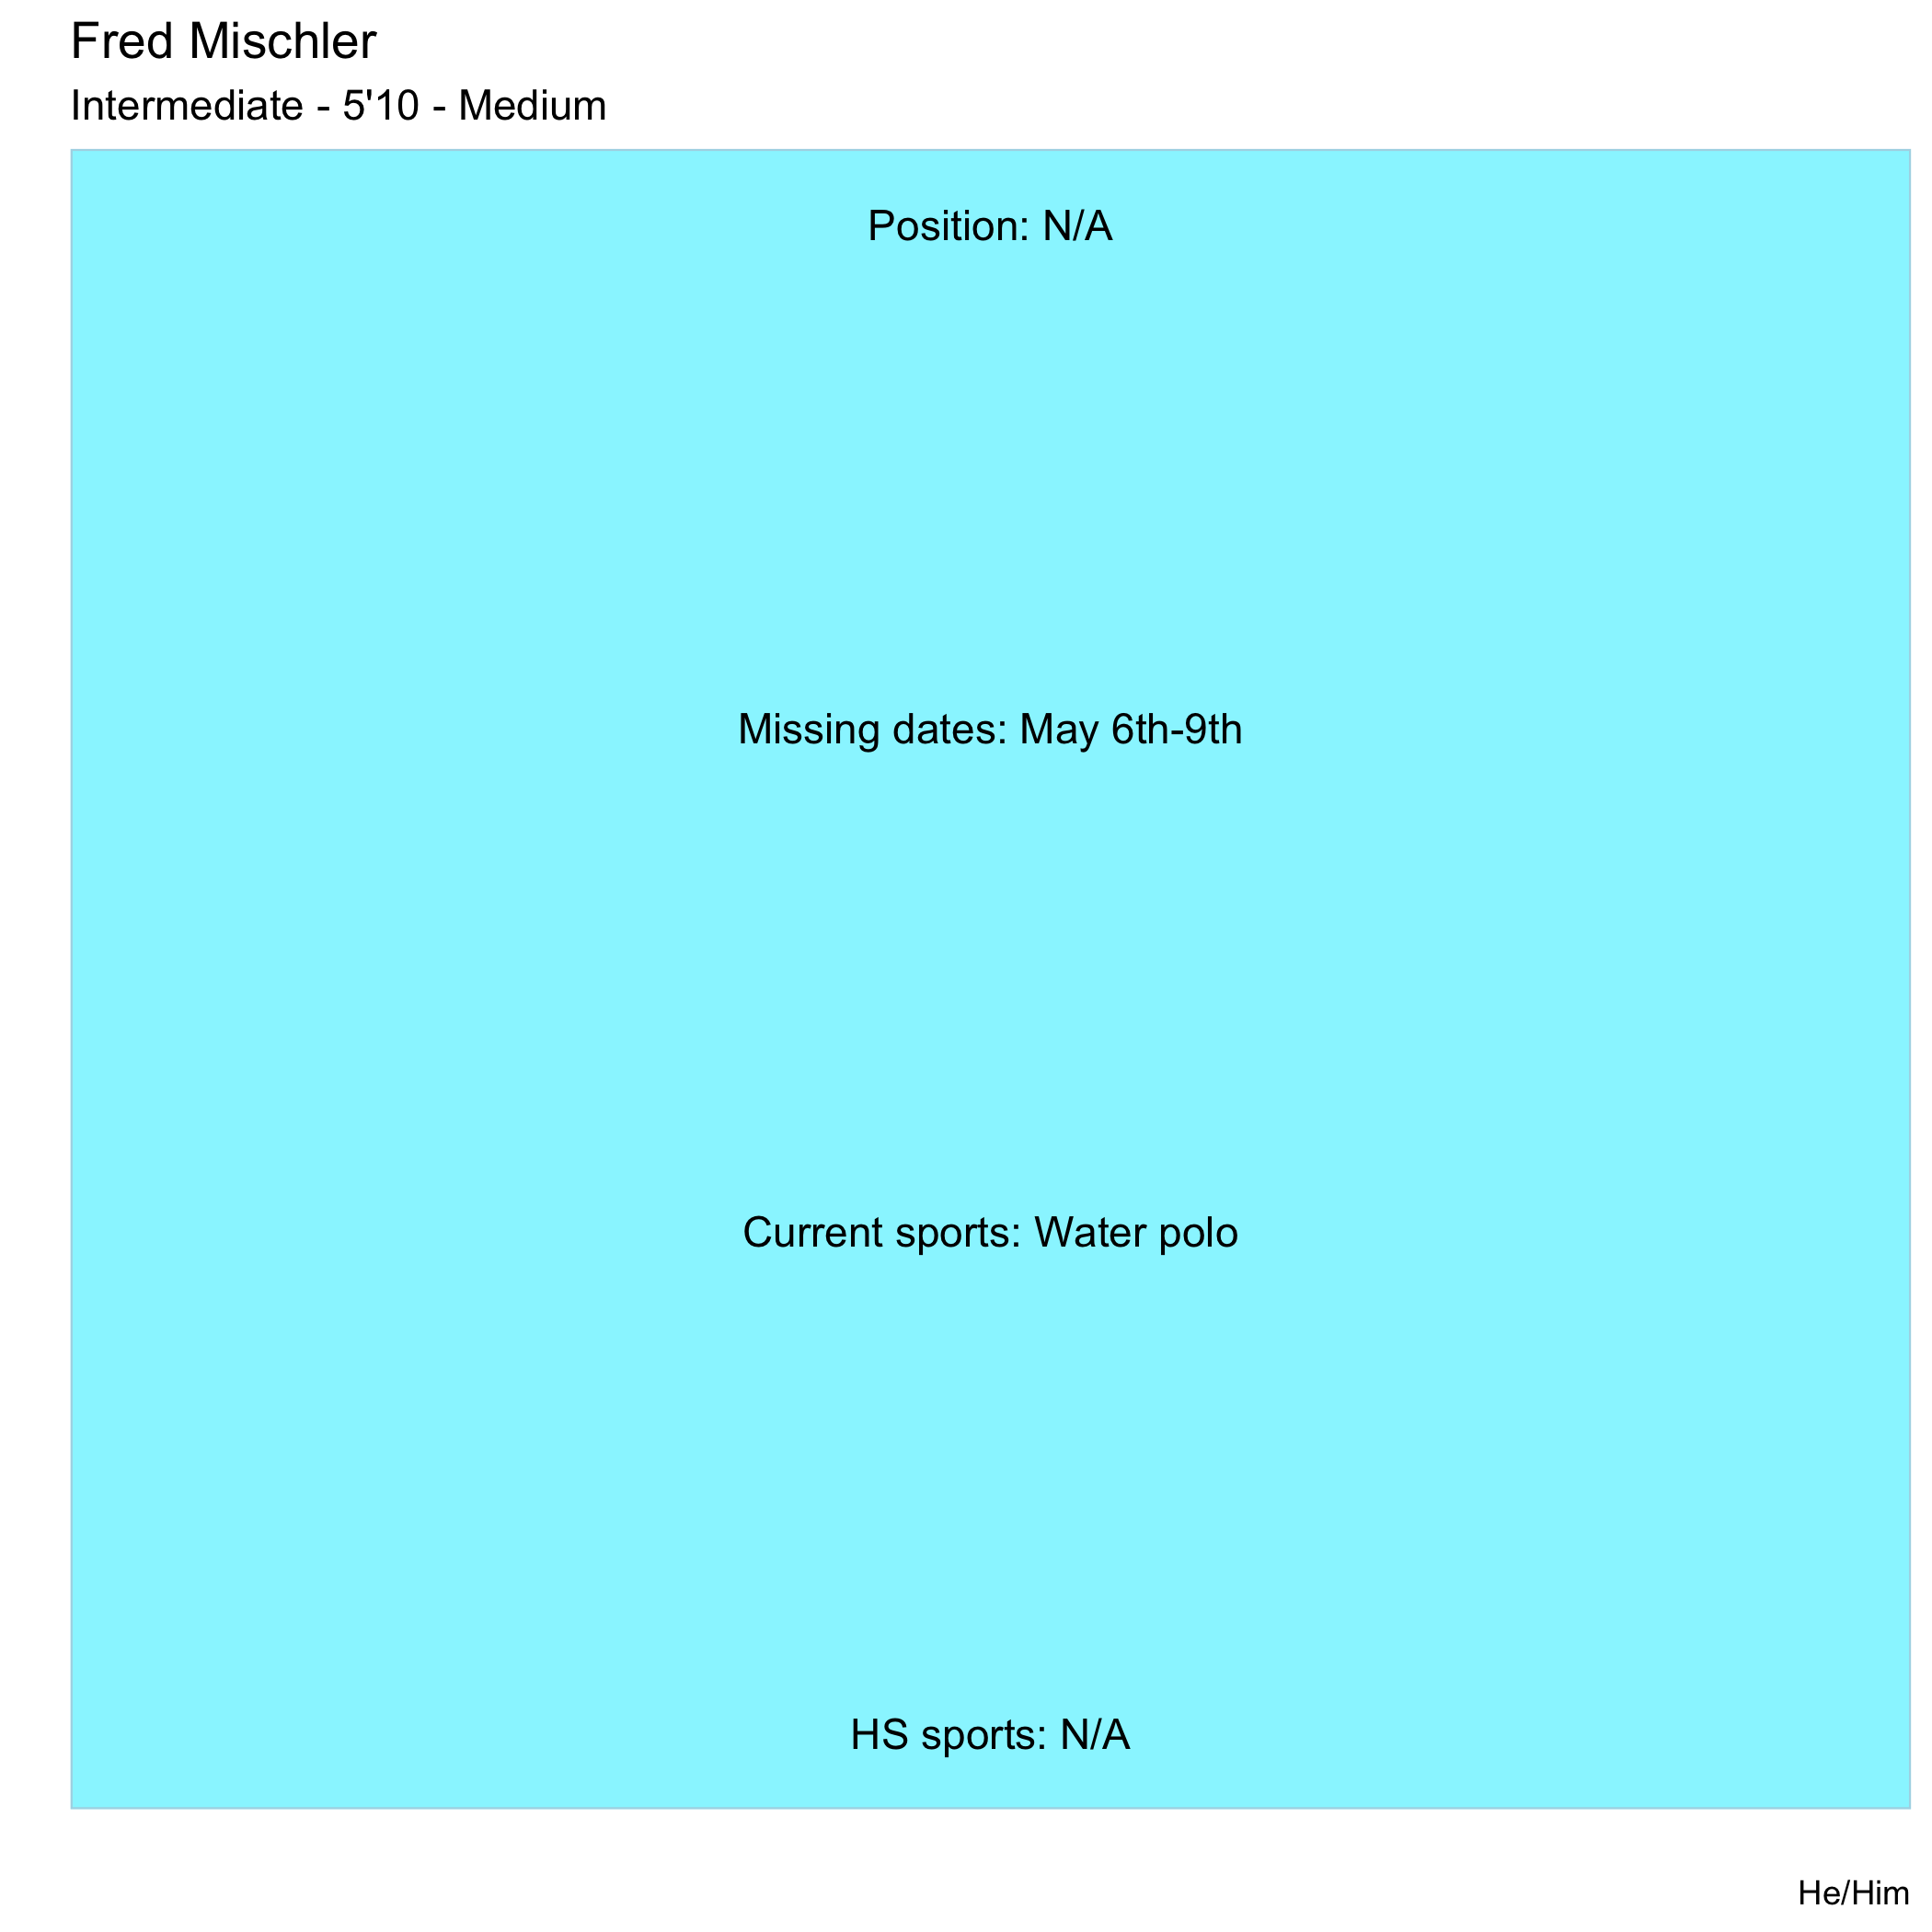 Fred Mischler
Intermediate - 5'10 - Medium
Position: N/A
Missing dates: May 6th-9th
Current sports: Water polo
HS sports: N/A
He/Him